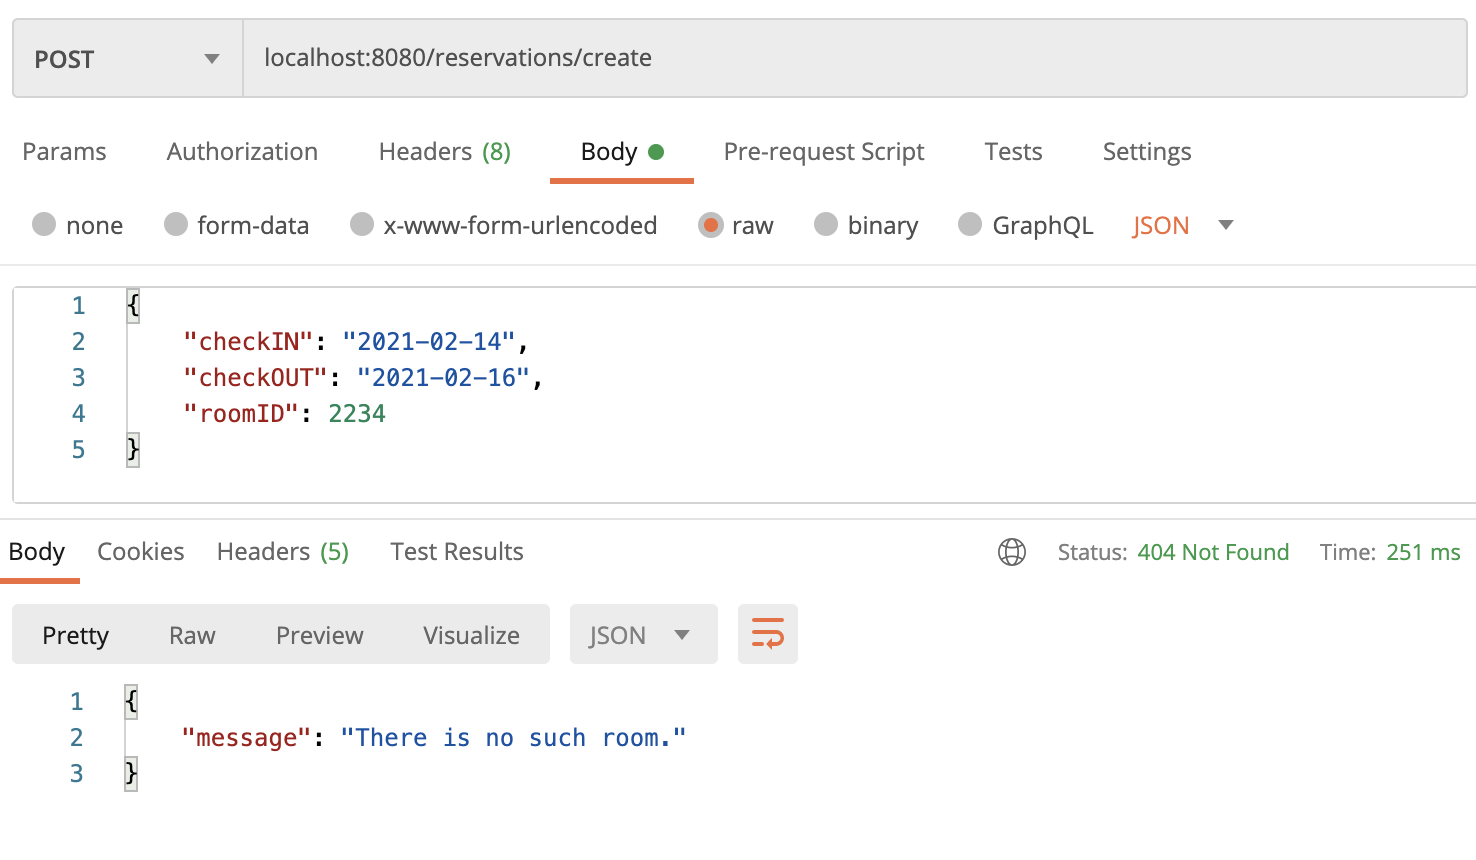 POST localhost:8080/reservations/create
Params Authorization Headers (8) Body Pre-request Script Tests Settings
none form-data x-www-form-urlencoded raw binary GraphQL JSON
1 {
2 "checkIN": "2021-02-14",
3 "checkOUT": "2021-02-16",
4 "roomID": 2234
5 }
Body Cookies Headers (5) Test Results Status: 404 Not Found Time: 251 ms
Pretty Raw Preview Visualize JSON
1 {
2 "message": "There is no such room."
3 }